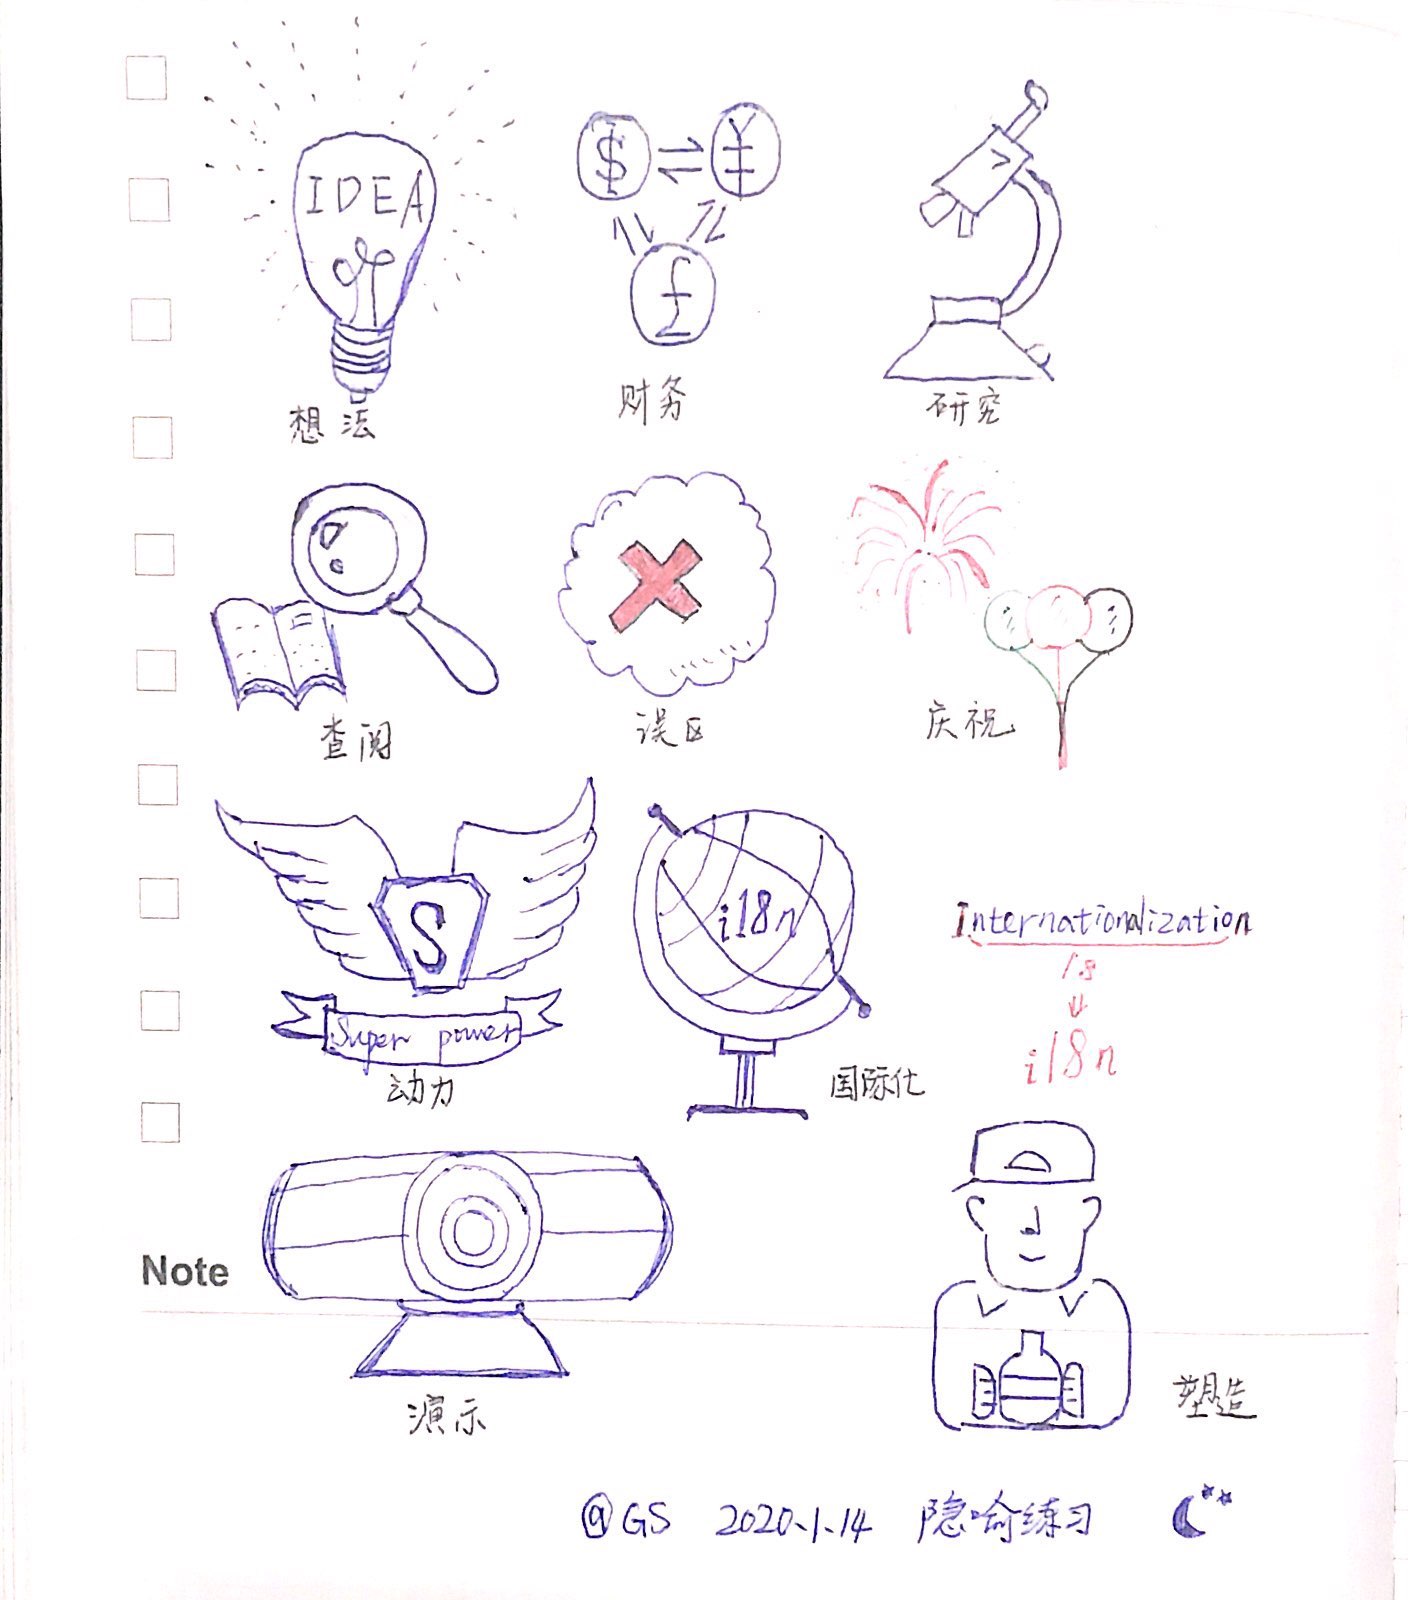 IDEA
想法
$ ¥
£
财务
研究
查阅
误区
庆祝
S
Super power
动力
i18n
国际化
Internationalization
18
i18n
Note
演示
塑造
@GS 2020.1.14 隐喻练习